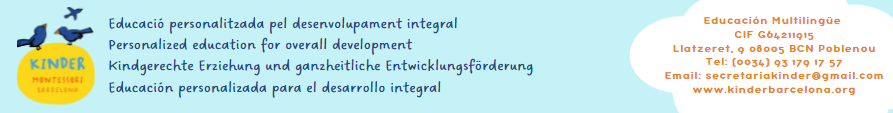 KINDER
MONTESSORI
BARCELONA
Educació personalitzada pel desenvolupament integral
Personalized education for overall development
Kindgerechte Erziehung und ganzheitliche Entwicklungsförderung
Educación personalizada para el desarrollo integral
Educación Multilingüe
CIF G64211915
Llatzeret, 9 08005 BCN Poblenou
Tel: (0034) 93 179 17 57
Email: secretariakinder@gmail.com
www.kinderbarcelona.org